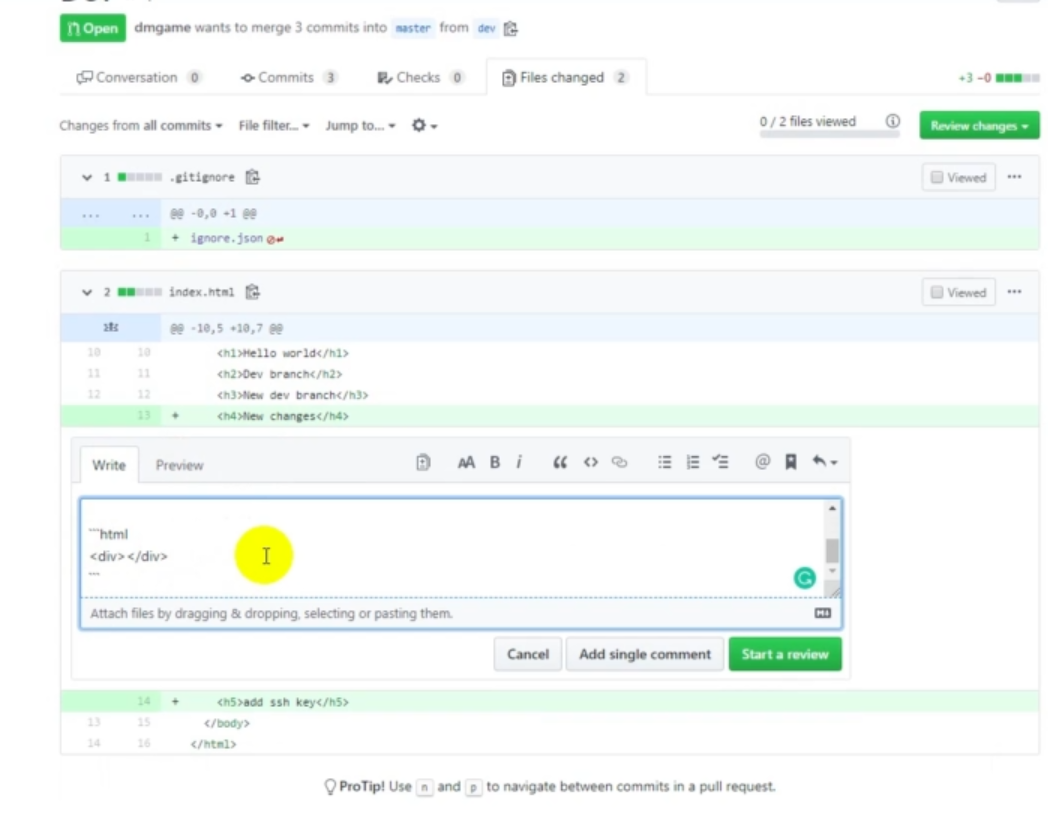 Open dmgame wants to merge 3 commits into master from dev
Conversation 0 Commits 3 Checks 0 Files changed 2 +3 −0
Changes from all commits File filter... Jump to... 0 / 2 files viewed Review changes
1 .gitignore Viewed ...
... ... @@ -0,0 +1 @@
1 + ignore.json
2 index.html Viewed ...
@@ -10,5 +10,7 @@
10 10 <h1>Hello world</h1>
11 11 <h2>Dev branch</h2>
12 12 <h3>New dev branch</h3>
13 + <h4>New changes</h4>
Write Preview AA B i “ <> @
```html
<div></div>
```
Attach files by dragging & dropping, selecting or pasting them.
Cancel Add single comment Start a review
14 + <h5>add ssh key</h5>
13 15 </body>
14 16 </html>
ProTip! Use n and p to navigate between commits in a pull request.